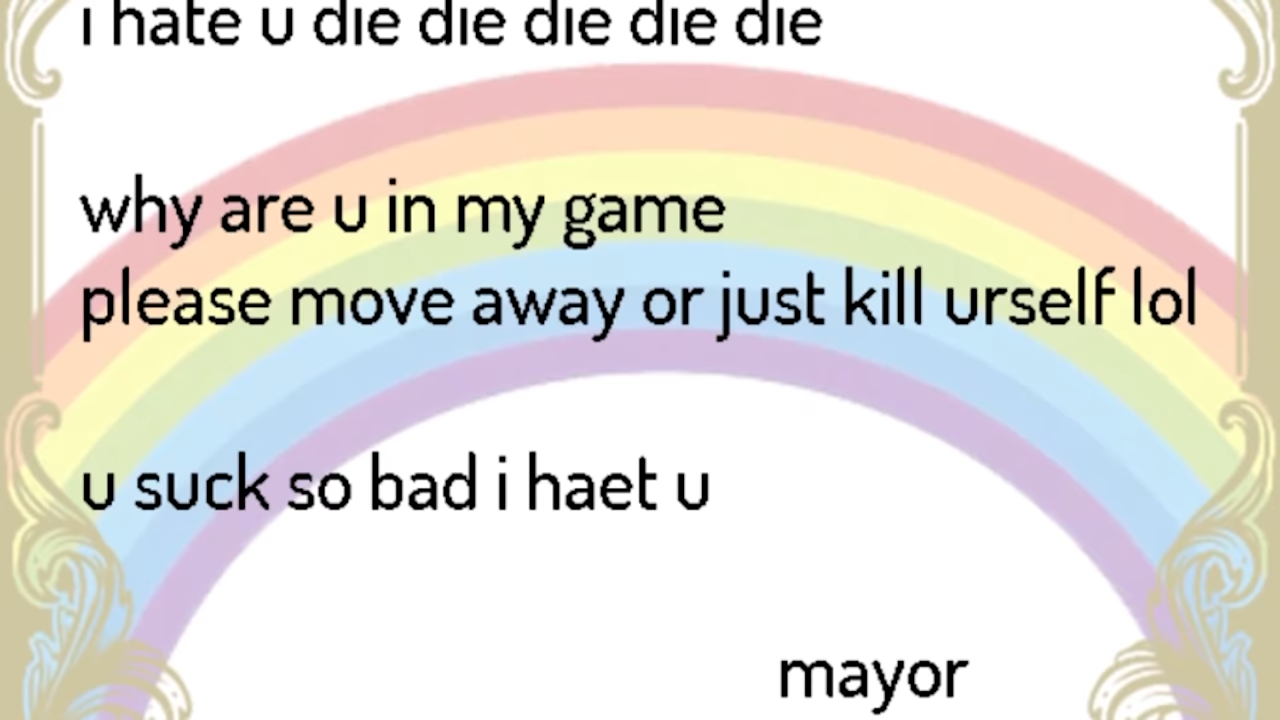 i hate u die die die die die
why are u in my game
please move away or just kill urself lol
u suck so bad i haet u
mayor